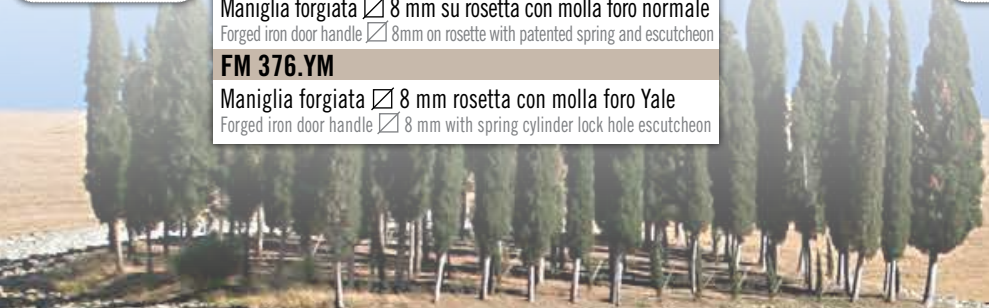 Maniglia forgiata ⍁ 8 mm su rosetta con molla foro normale
Forged iron door handle ⍁ 8mm on rosette with patented spring and escutcheon
FM 376.YM
Maniglia forgiata ⍁ 8 mm rosetta con molla foro Yale
Forged iron door handle ⍁ 8 mm with spring cylinder lock hole escutcheon